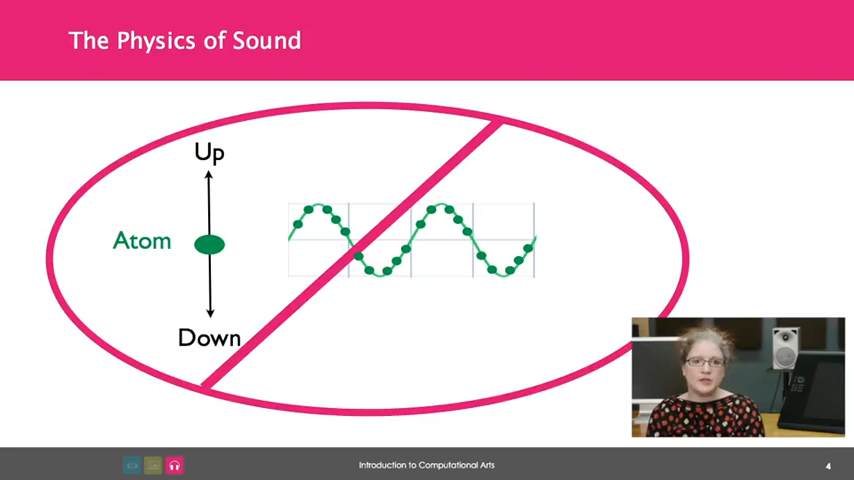 The Physics of Sound
Up
Atom
Down
Introduction to Computational Arts
4